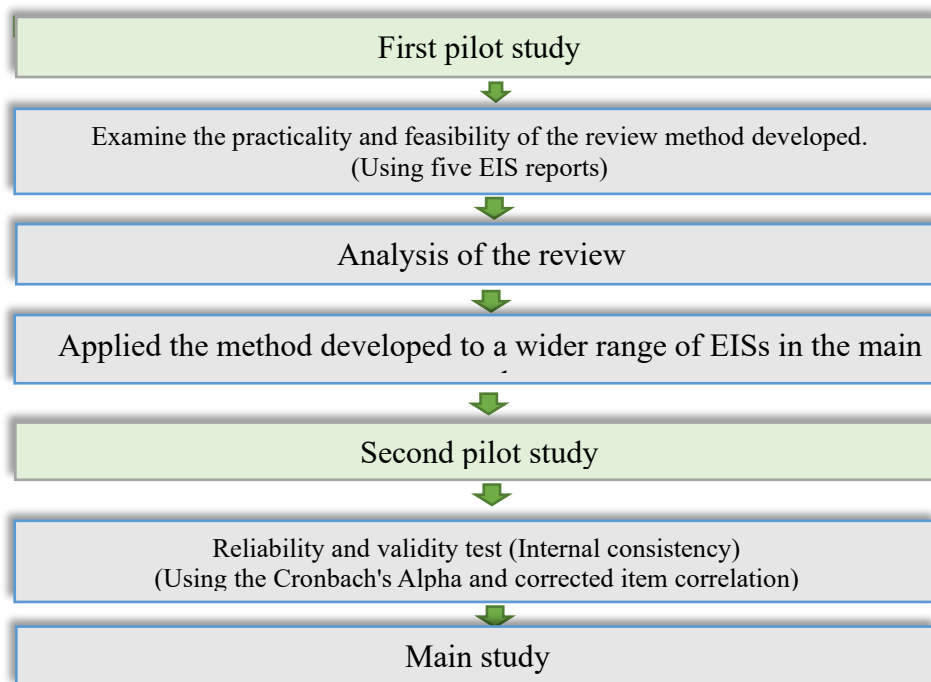 First pilot study
Examine the practicality and feasibility of the review method developed.
(Using five EIS reports)
Analysis of the review
Applied the method developed to a wider range of EISs in the main
Second pilot study
Reliability and validity test (Internal consistency)
(Using the Cronbach's Alpha and corrected item correlation)
Main study